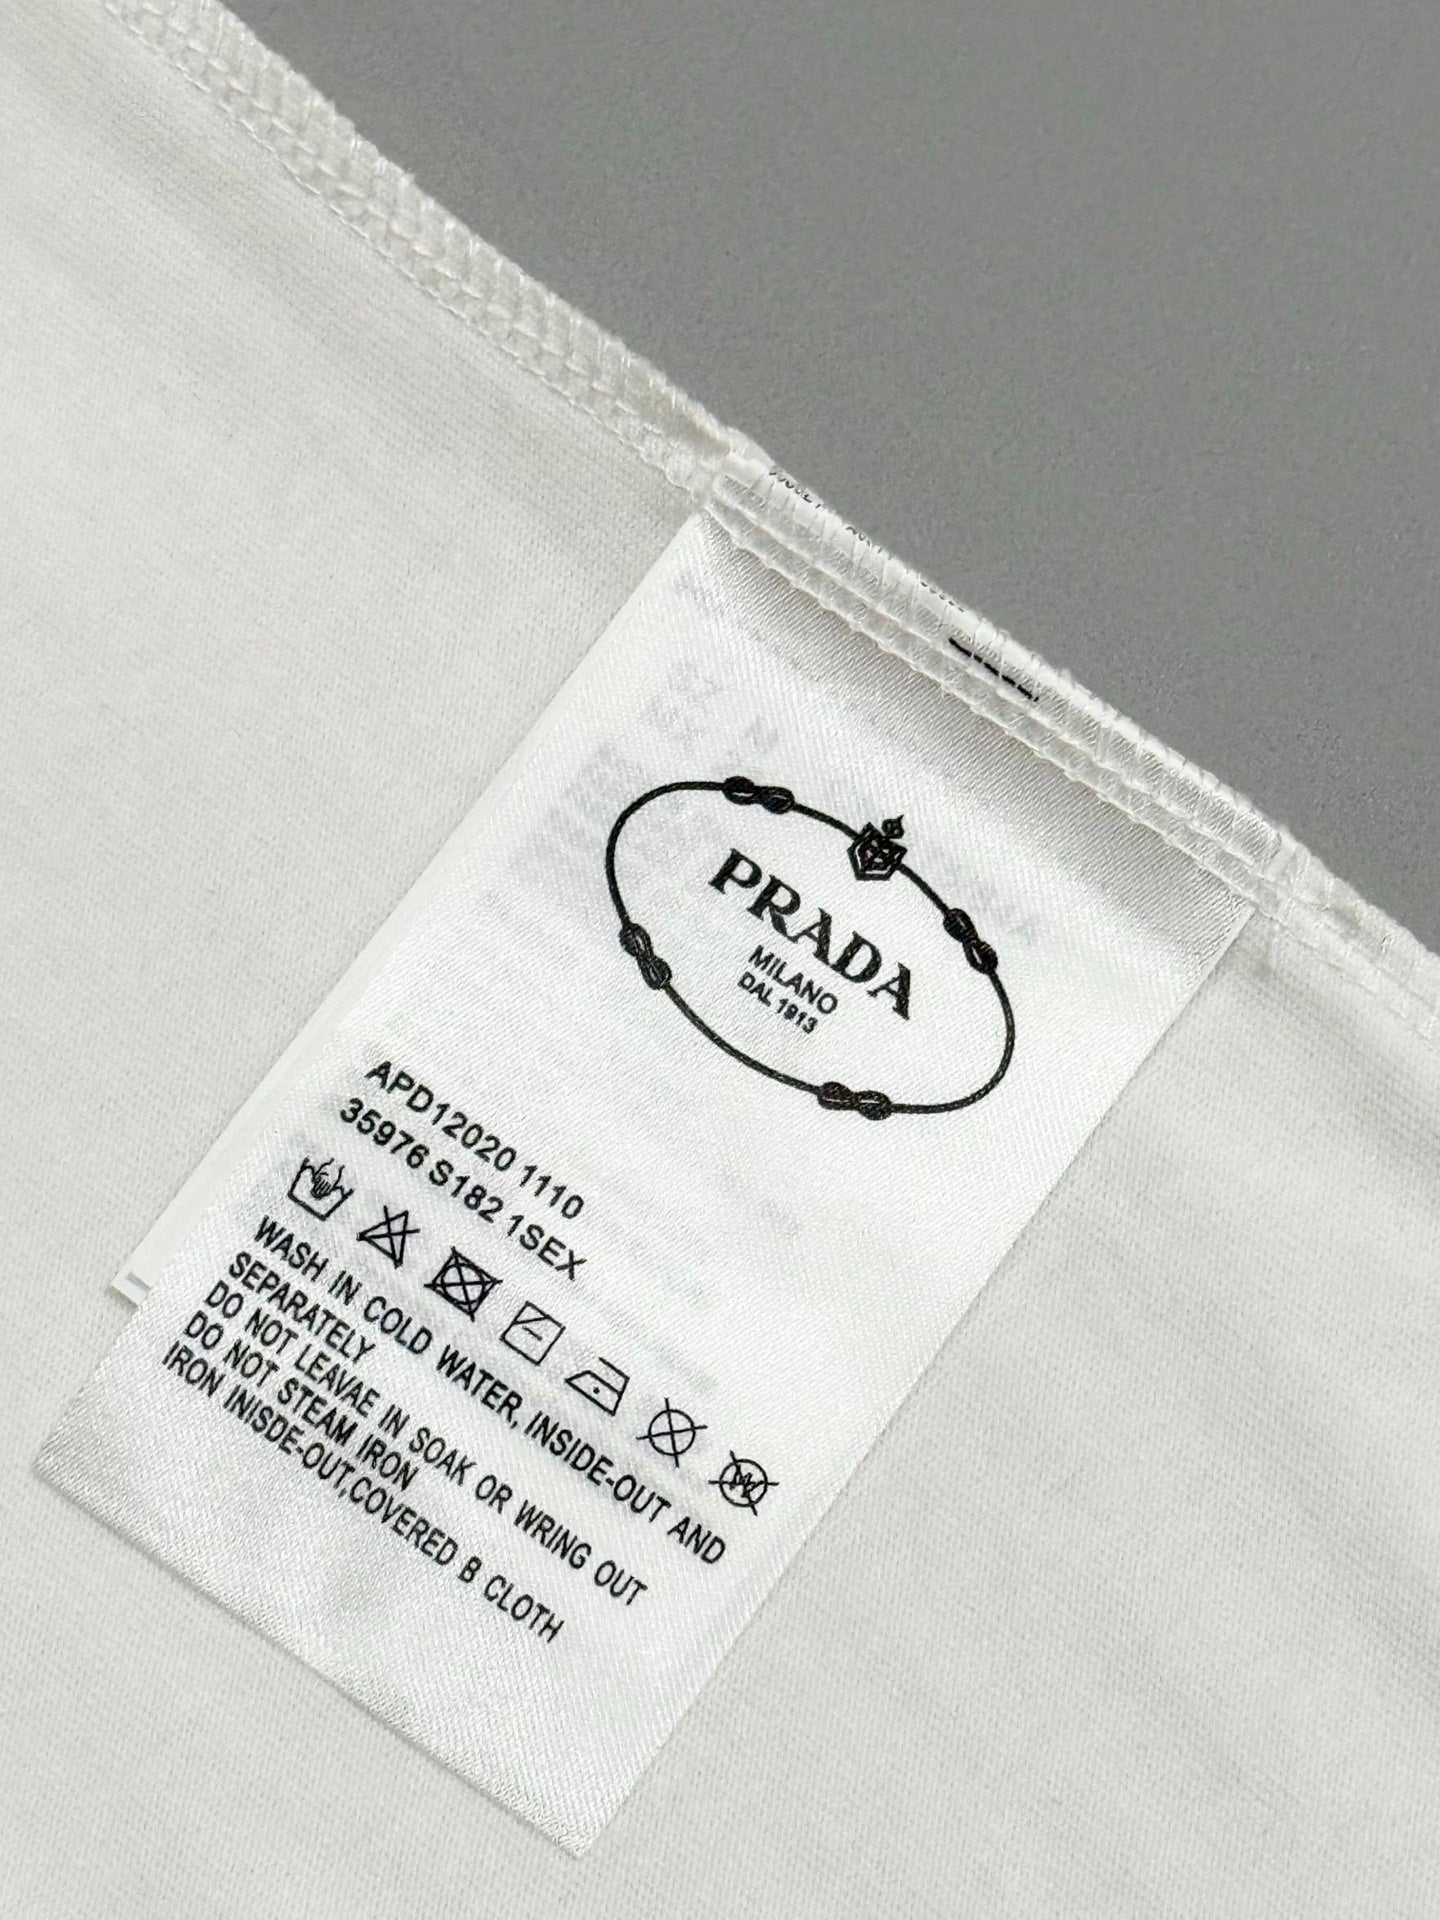 PRADA
MILANO
DAL 1913
APD12020 1110
35976 S182 1SEX
WASH IN COLD WATER, INSIDE-OUT AND
SEPARATELY
DO NOT LEAVAE IN SOAK OR WRING OUT
DO NOT STEAM IRON
IRON INISDE-OUT,COVERED B CLOTH